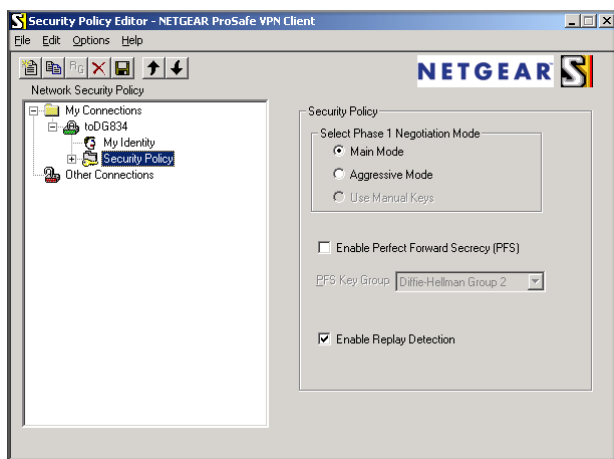 Security Policy Editor - NETGEAR ProSafe VPN Client
File Edit Options Help
RG
NETGEAR S
Network Security Policy
My Connections
toDG834
My Identity
Security Policy
Other Connections
Security Policy
Select Phase 1 Negotiation Mode
Main Mode
Aggressive Mode
Use Manual Keys
Enable Perfect Forward Secrecy (PFS)
PFS Key Group Diffie-Hellman Group 2
Enable Replay Detection